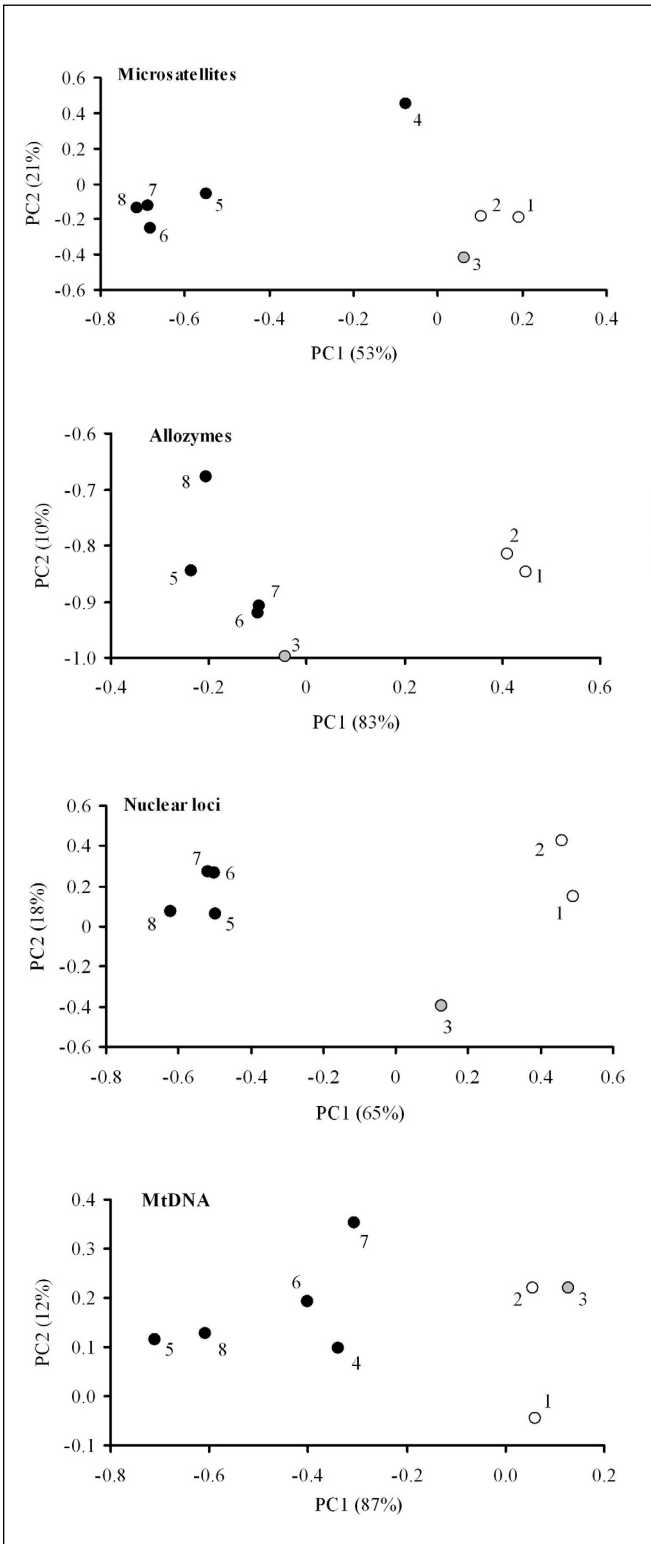 Microsatellites
0.6
0.4
0.2
0
-0.2
-0.4
-0.6
PC2 (21%)
4
8 7 5
6
2 1
3
-0.8 -0.6 -0.4 -0.2 0 0.2 0.4
PC1 (53%)
Allozymes
-0.6
-0.7
-0.8
-0.9
-1.0
PC2 (10%)
8
5
7
6
3
2
1
-0.4 -0.2 0 0.2 0.4 0.6
PC1 (83%)
Nuclear loci
0.6
0.4
0.2
0
-0.2
-0.4
-0.6
PC2 (18%)
7 6
8 5
2
1
3
-0.8 -0.6 -0.4 -0.2 0 0.2 0.4 0.6
PC1 (65%)
MtDNA
0.4
0.3
0.2
0.1
0.0
-0.1
PC2 (12%)
7
6
5 8 4
2 3
1
-0.8 -0.6 -0.4 -0.2 0.0 0.2
PC1 (87%)